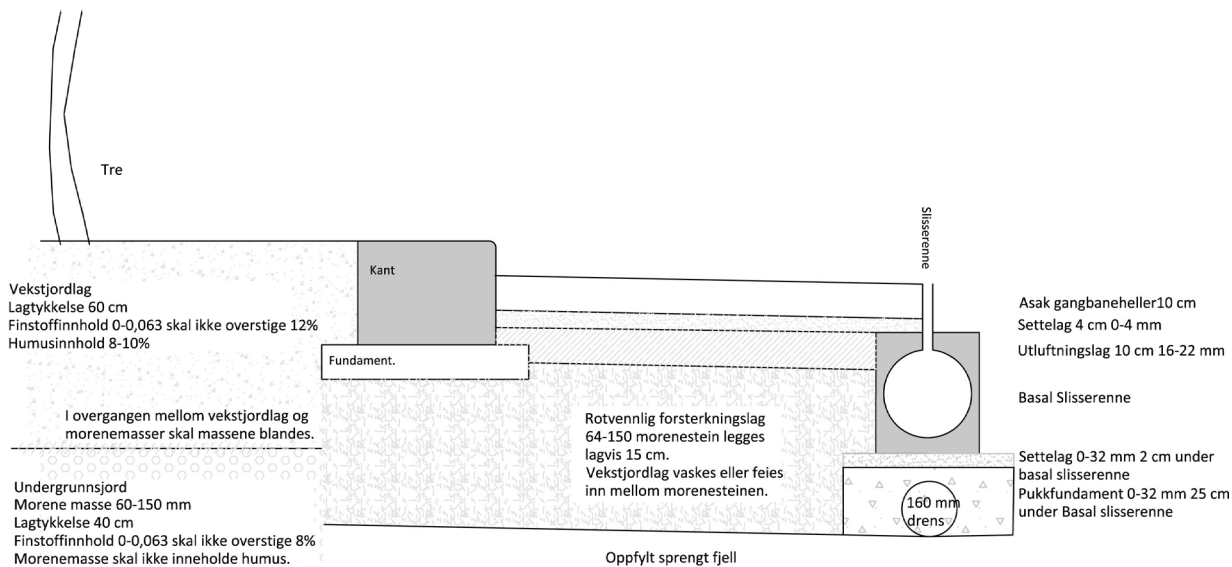 Tre
Slisserenne
Kant
Vekstjordlag
Lagtykkelse 60 cm
Finstoffinnhold 0-0,063 skal ikke overstige 12%
Humusinnhold 8-10%
Fundament.
Asak gangbaneheller10 cm
Settelag 4 cm 0-4 mm
Utluftningslag 10 cm 16-22 mm
Basal Slisserenne
I overgangen mellom vekstjordlag og
morenemasser skal massene blandes.
Rotvennlig forsterkningslag
64-150 morenestein legges
lagvis 15 cm.
Vekstjordlag vaskes eller feies
inn mellom morenesteinen.
Settelag 0-32 mm 2 cm under
basal slisserenne
Pukkfundament 0-32 mm 25 cm
under Basal slisserenne
160 mm
drens
Undergrunnsjord
Morene masse 60-150 mm
Lagtykkelse 40 cm
Finstoffinnhold 0-0,063 skal ikke overstige 8%
Morenemasse skal ikke inneholde humus.
Oppfylt sprengt fjell